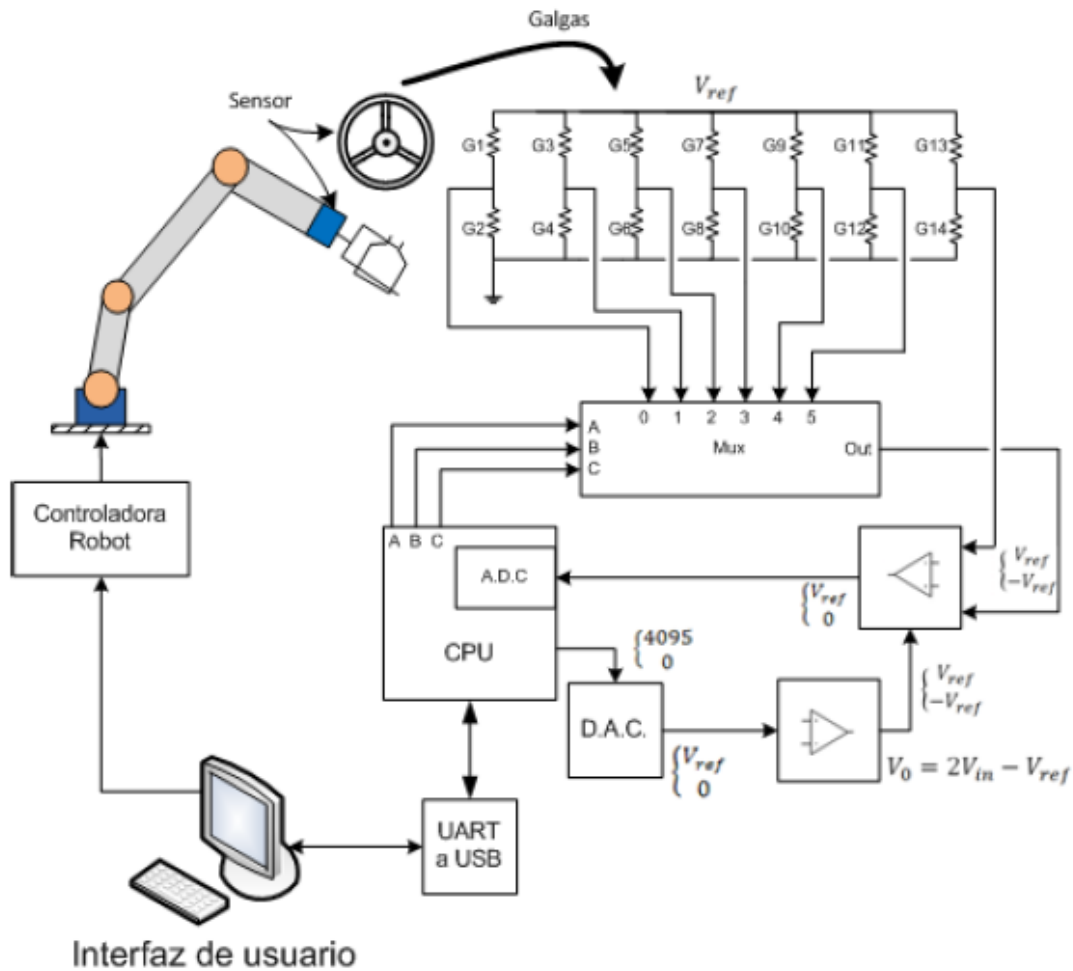 Galgas
Sensor
V_ref
G1 G3 G5 G7 G9 G11 G13
G2 G4 G6 G8 G10 G12 G14
0 1 2 3 4 5
A
B
C
Mux
Out
Controladora
Robot
A B C
A.D.C
CPU
{V_ref
0
{V_ref
-V_ref
{4095
0
D.A.C.
{V_ref
0
{V_ref
-V_ref
V_0 = 2V_in - V_ref
UART
a USB
Interfaz de usuario